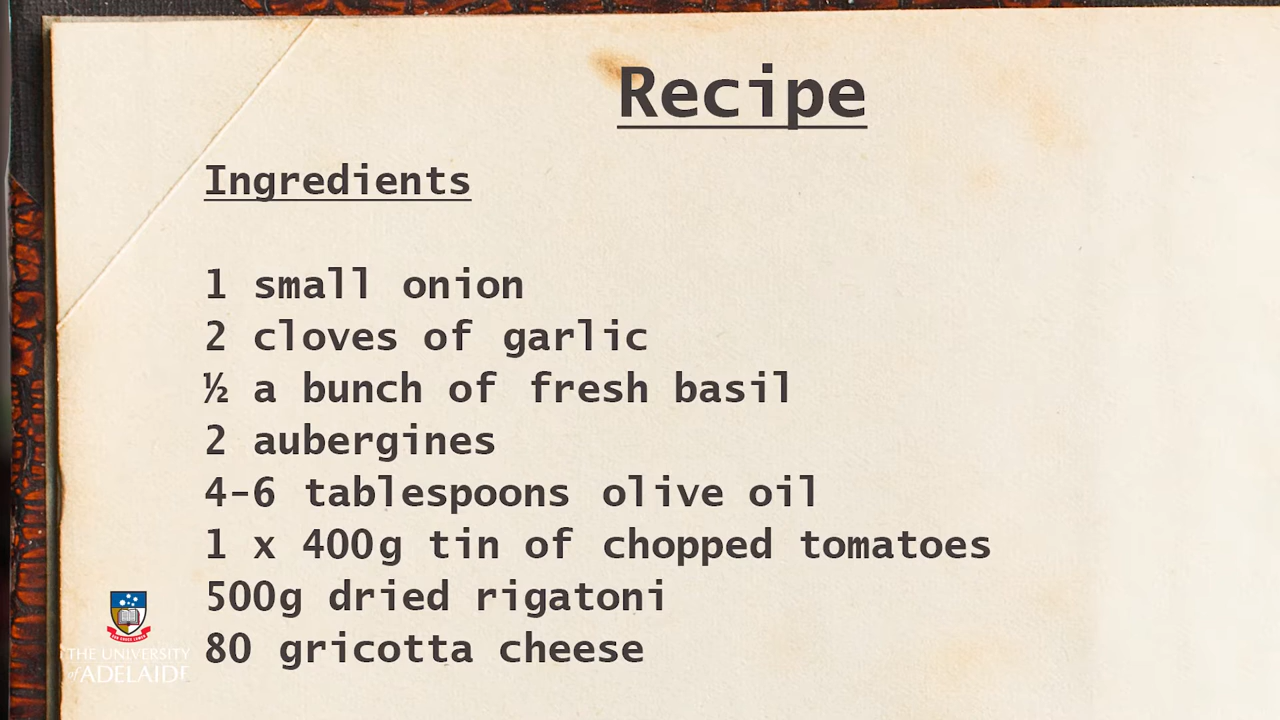 Recipe
Ingredients
1 small onion
2 cloves of garlic
½ a bunch of fresh basil
2 aubergines
4-6 tablespoons olive oil
1 x 400g tin of chopped tomatoes
500g dried rigatoni
80 gricotta cheese
THE UNIVERSITY
of ADELAIDE